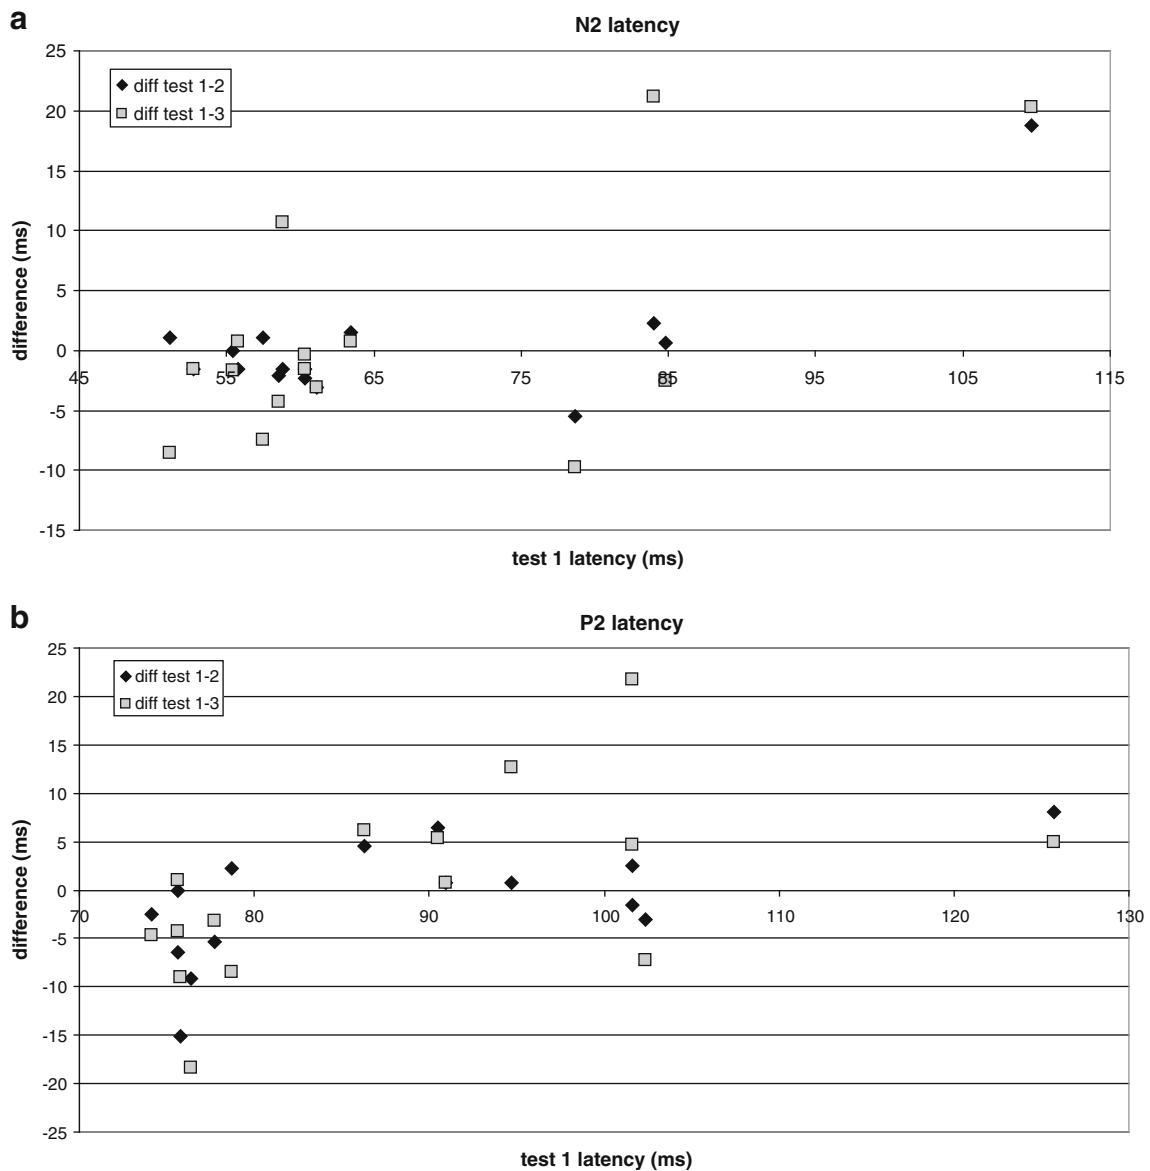 a
N2 latency
25
20
15
10
5
0
-5
-10
-15
diff test 1-2
diff test 1-3
45 55 65 75 85 95 105 115
difference (ms)
test 1 latency (ms)
b
P2 latency
25
20
15
10
5
0
-5
-10
-15
-20
-25
diff test 1-2
diff test 1-3
70 80 90 100 110 120 130
difference (ms)
test 1 latency (ms)